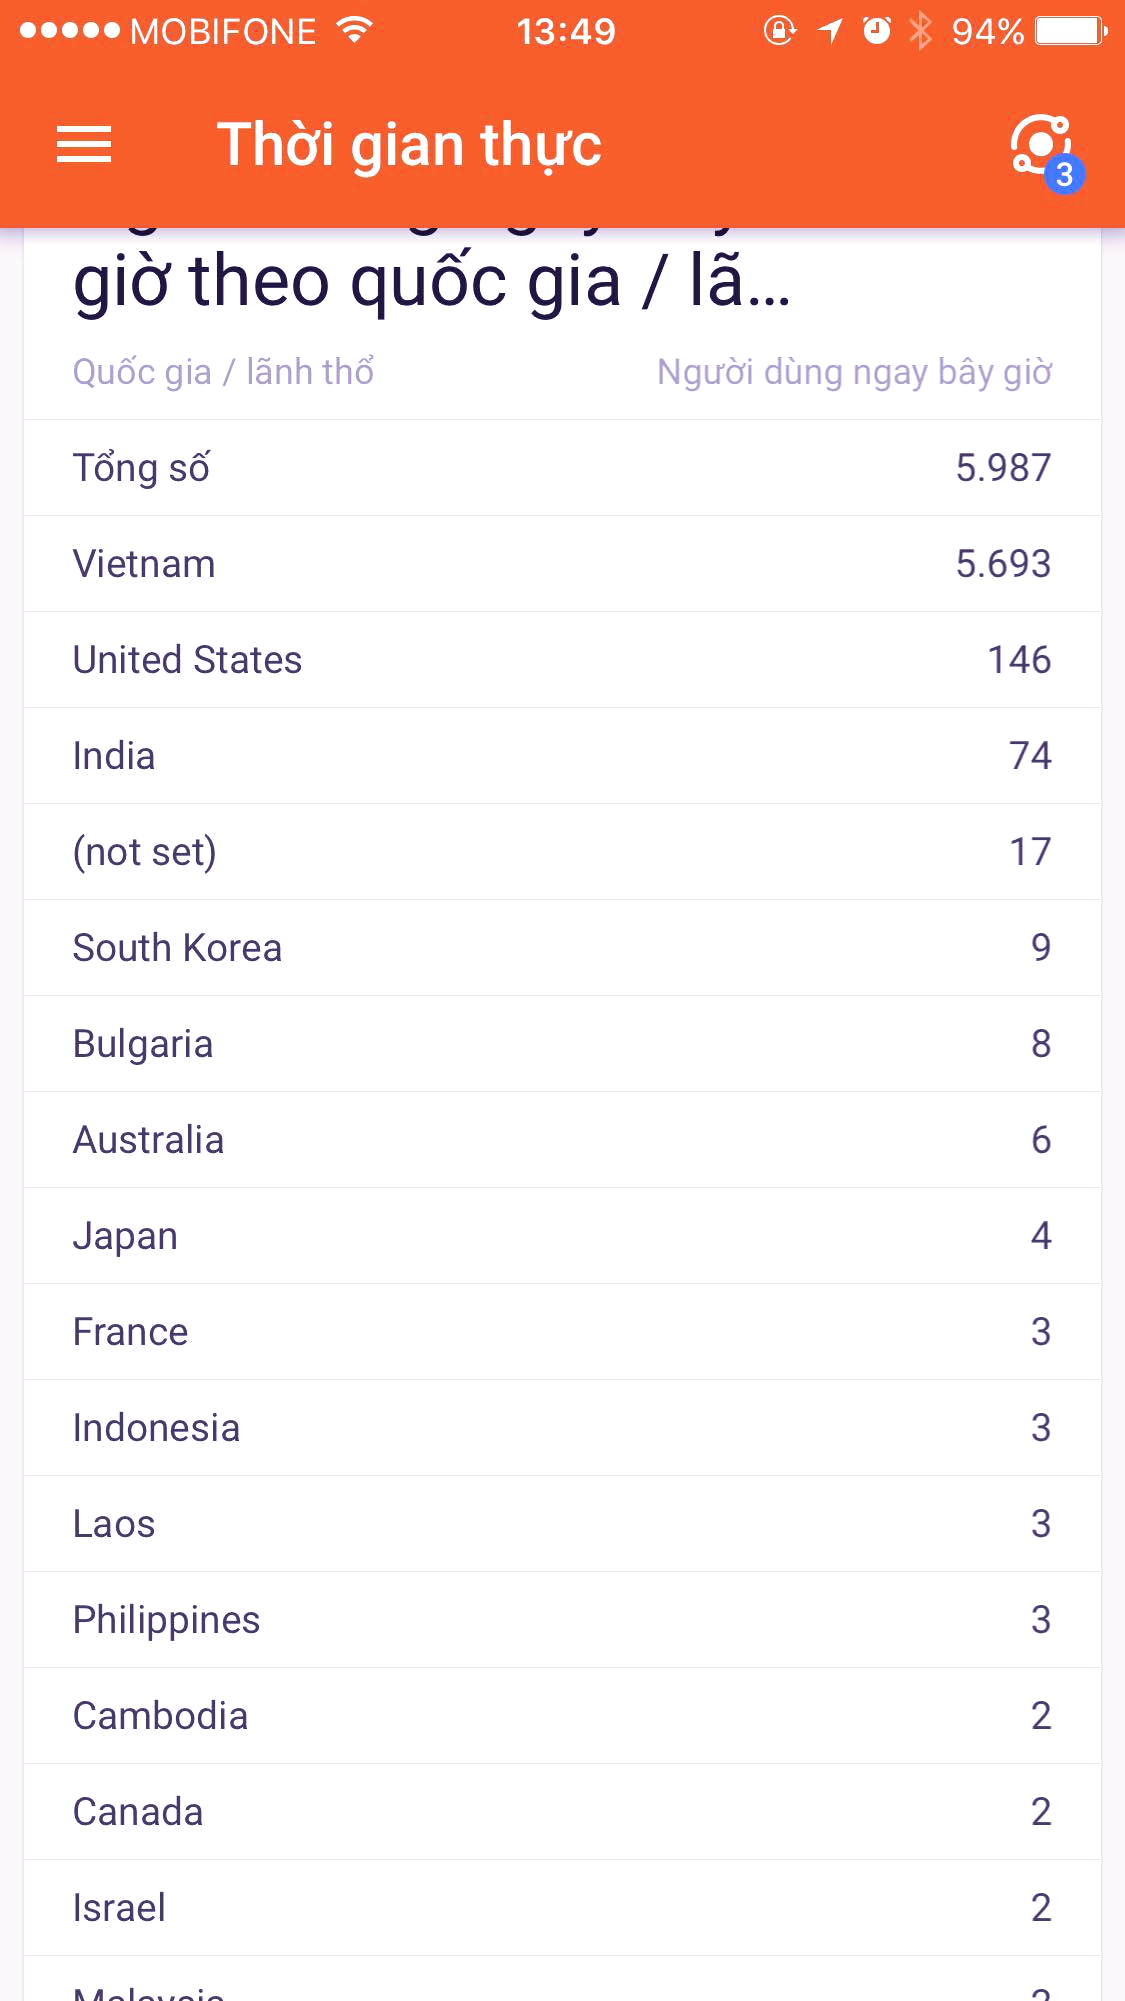 MOBIFONE 13:49 94%
Thời gian thực
3
giờ theo quốc gia / lã...
Quốc gia / lãnh thổ Người dùng ngay bây giờ
Tổng số 5.987
Vietnam 5.693
United States 146
India 74
(not set) 17
South Korea 9
Bulgaria 8
Australia 6
Japan 4
France 3
Indonesia 3
Laos 3
Philippines 3
Cambodia 2
Canada 2
Israel 2
Malaysia 2